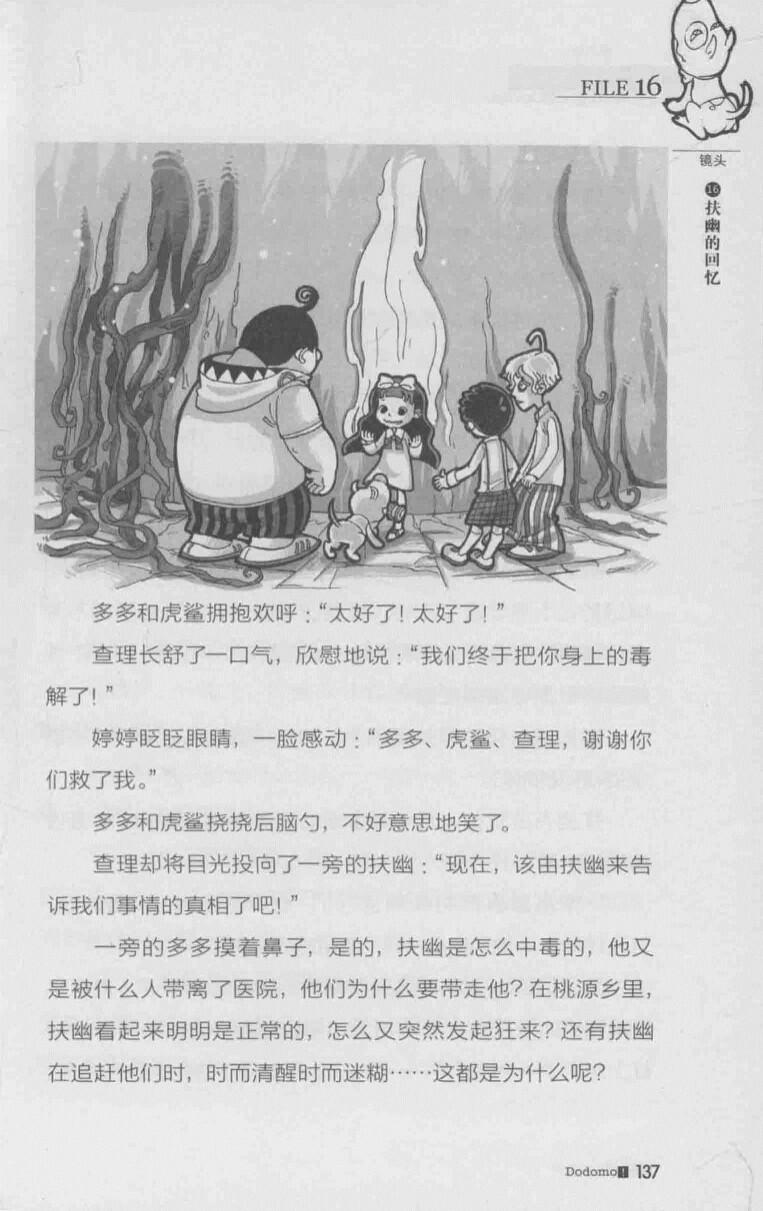 FILE 16
镜头
⑯扶幽的回忆
多多和虎鲨拥抱欢呼：“太好了！太好了！”
查理长舒了一口气，欣慰地说：“我们终于把你身上的毒
解了！”
婷婷眨眨眼睛，一脸感动：“多多、虎鲨、查理，谢谢你
们救了我。”
多多和虎鲨挠挠后脑勺，不好意思地笑了。
查理却将目光投向了一旁的扶幽：“现在，该由扶幽来告
诉我们事情的真相了吧！”
一旁的多多摸着鼻子，是的，扶幽是怎么中毒的，他又
是被什么人带离了医院，他们为什么要带走他？在桃源乡里，
扶幽看起来明明是正常的，怎么又突然发起狂来？还有扶幽
在追赶他们时，时而清醒时而迷糊……这都是为什么呢？
Dodomo! 137